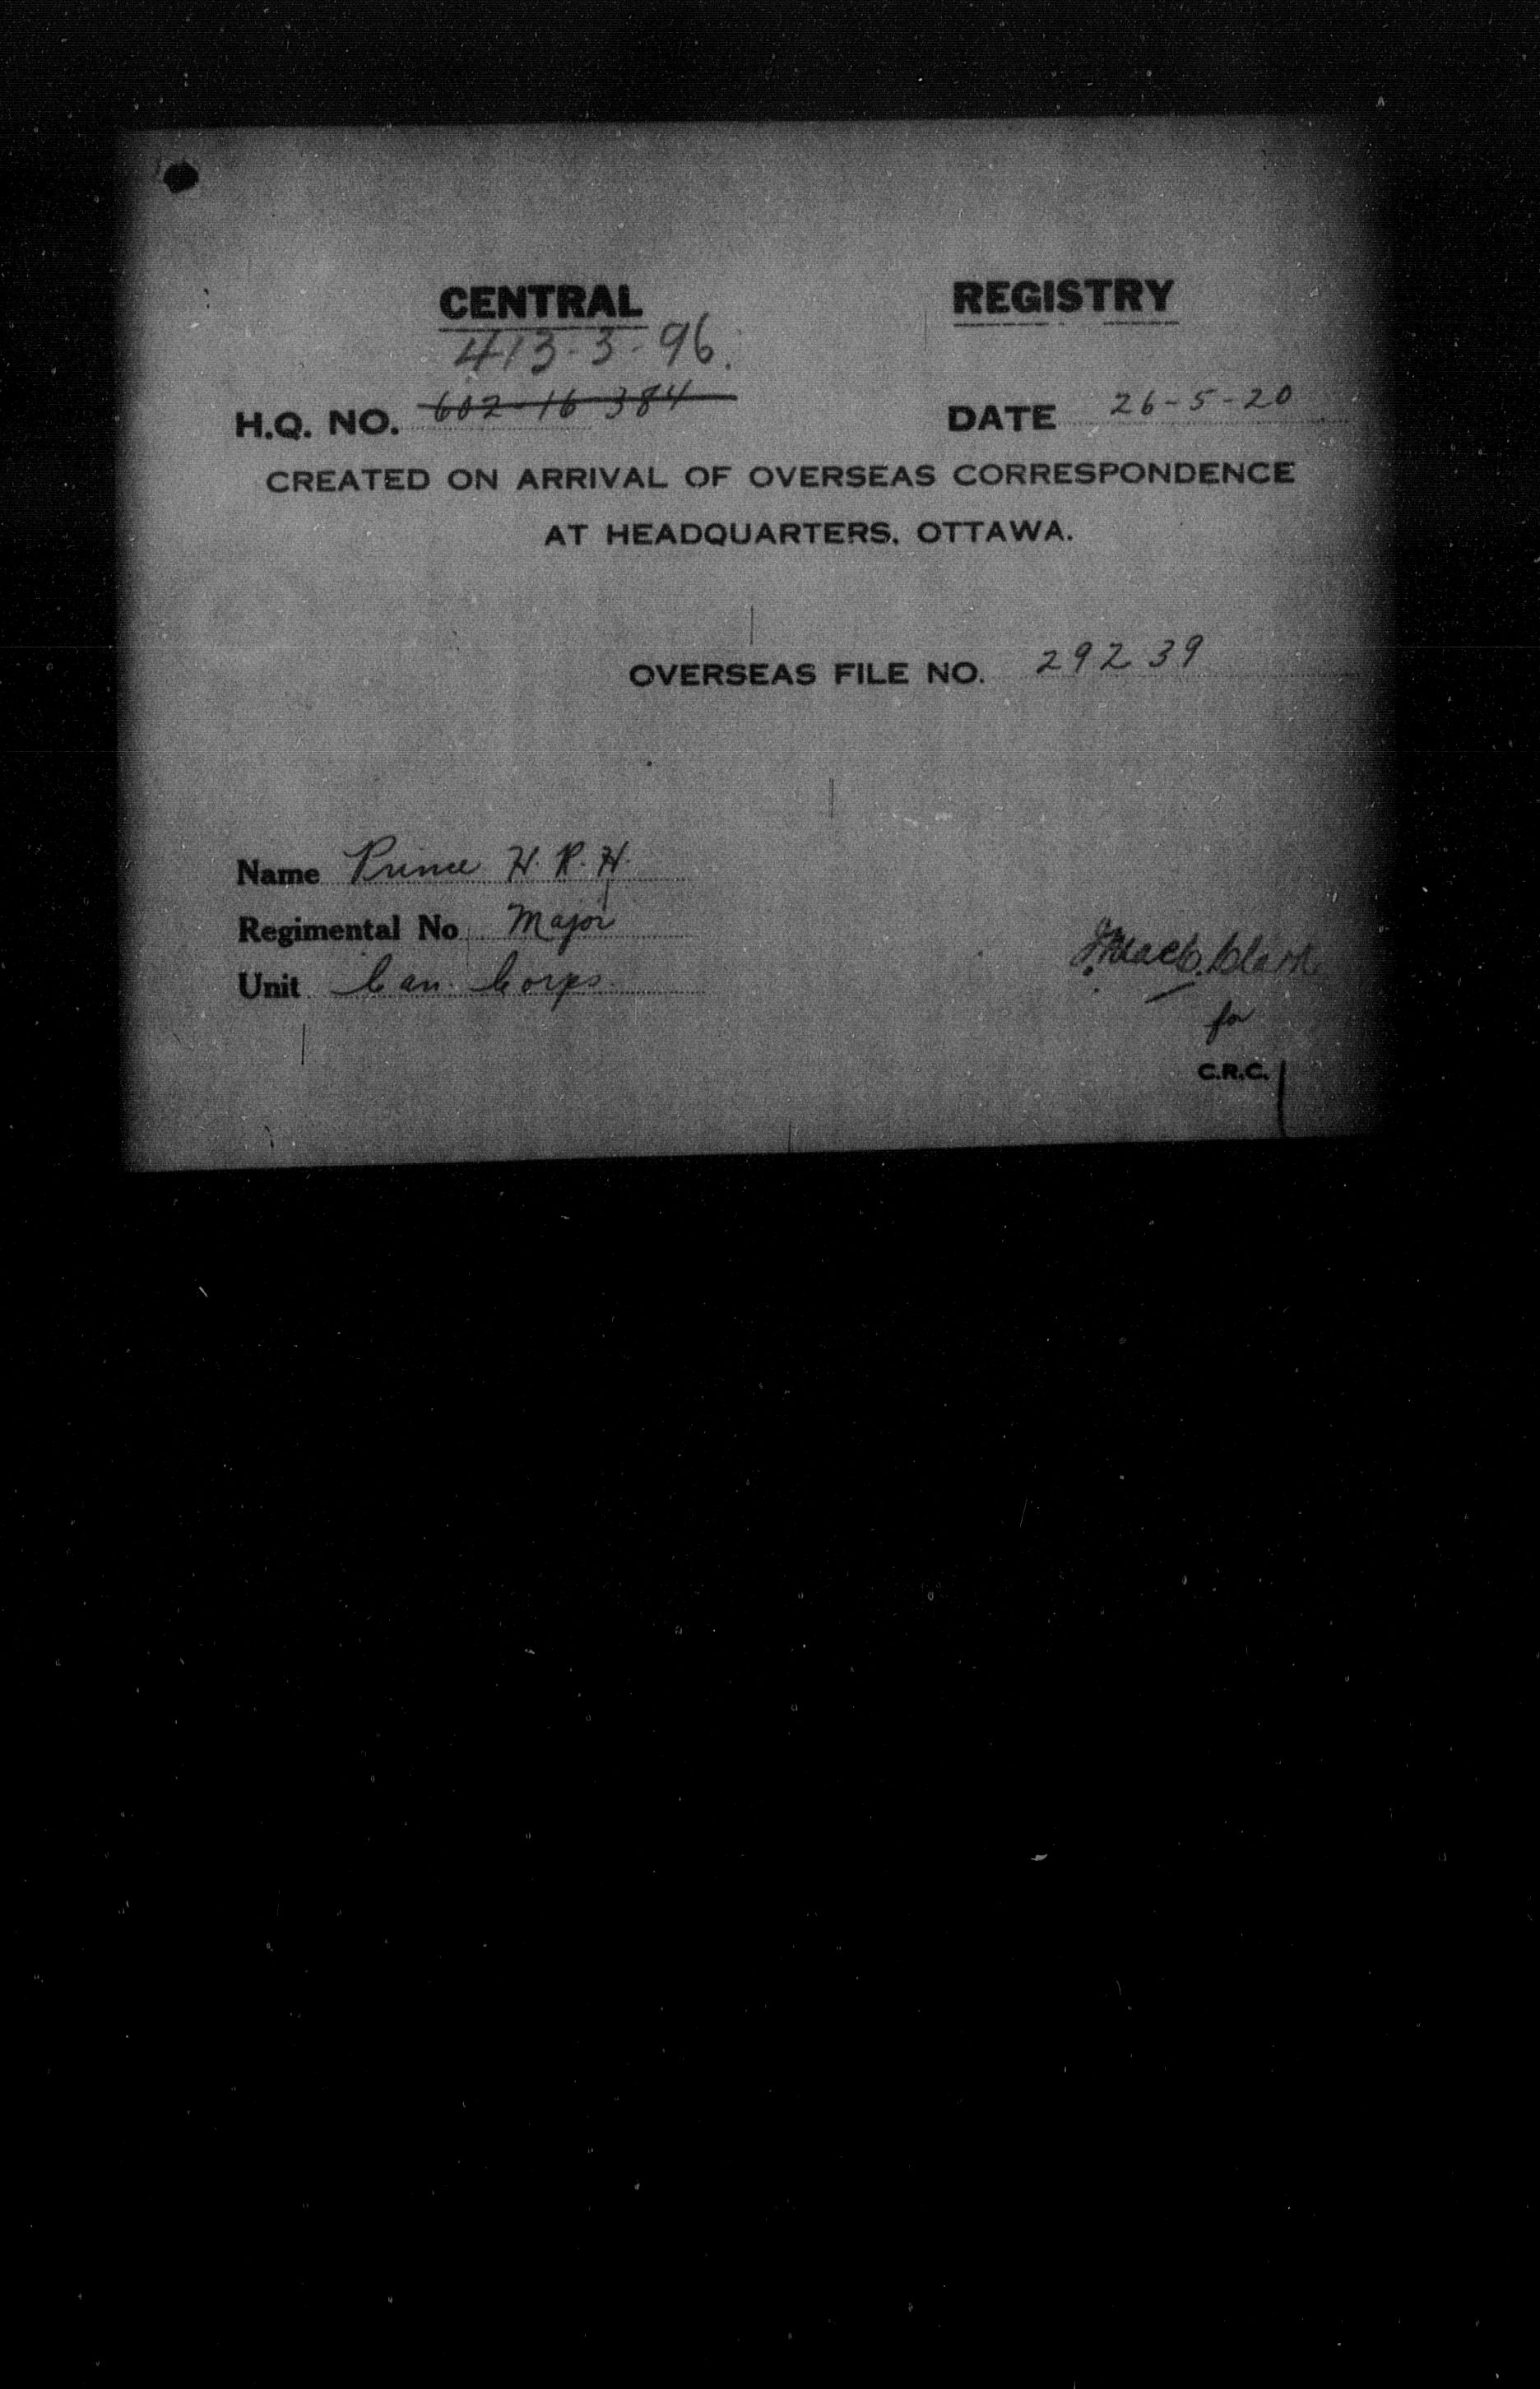 CENTRAL REGISTRY
413-3-96.
H.Q. NO. 602-16-384 DATE 26-5-20
CREATED ON ARRIVAL OF OVERSEAS CORRESPONDENCE
AT HEADQUARTERS, OTTAWA.
OVERSEAS FILE NO. 29239
Name Prince H. R. H.
Regimental No Major
Unit Can. Corps.
for
C.R.C.